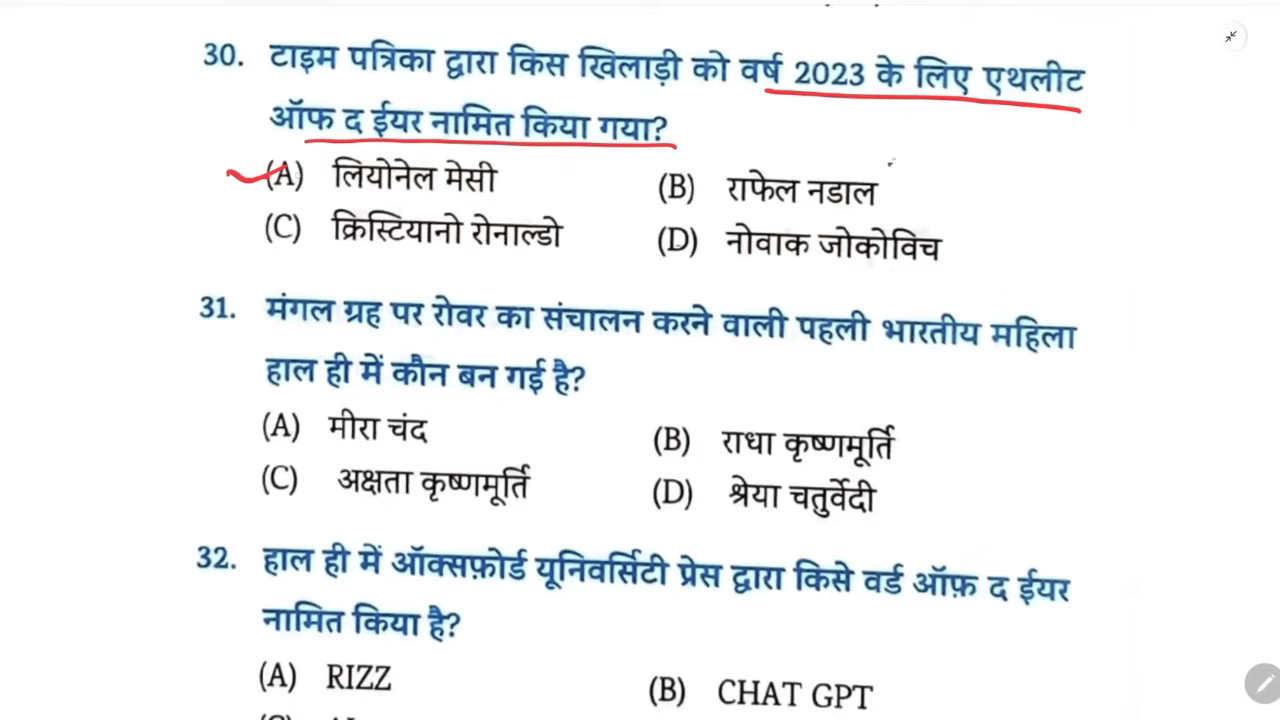 30. टाइम पत्रिका द्वारा किस खिलाड़ी को वर्ष 2023 के लिए एथलीट
ऑफ द ईयर नामित किया गया?
(A) लियोनेल मेसी (B) राफेल नडाल
(C) क्रिस्टियानो रोनाल्डो (D) नोवाक जोकोविच
31. मंगल ग्रह पर रोवर का संचालन करने वाली पहली भारतीय महिला
हाल ही में कौन बन गई है?
(A) मीरा चंद (B) राधा कृष्णमूर्ति
(C) अक्षता कृष्णमूर्ति (D) श्रेया चतुर्वेदी
32. हाल ही में ऑक्सफ़ोर्ड यूनिवर्सिटी प्रेस द्वारा किसे वर्ड ऑफ़ द ईयर
नामित किया है?
(A) RIZZ (B) CHAT GPT